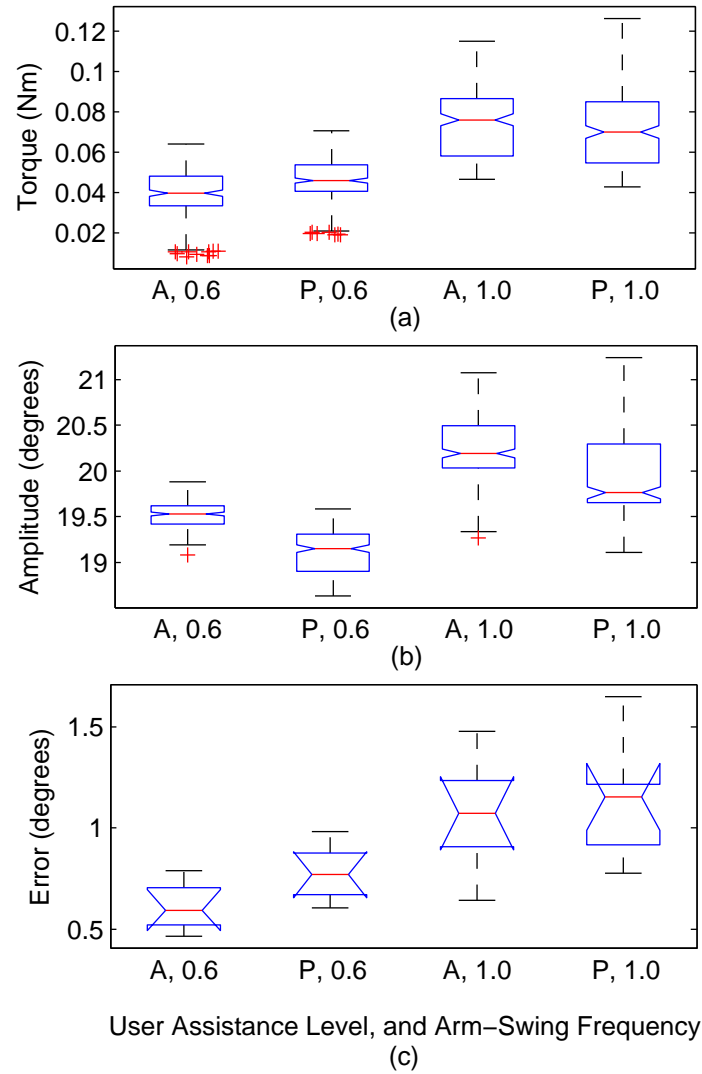 0.12
0.1
0.08
0.06
0.04
0.02
Torque (Nm)
A, 0.6 P, 0.6 A, 1.0 P, 1.0
(a)
21
20.5
20
19.5
19
Amplitude (degrees)
A, 0.6 P, 0.6 A, 1.0 P, 1.0
(b)
1.5
1
0.5
Error (degrees)
A, 0.6 P, 0.6 A, 1.0 P, 1.0
User Assistance Level, and Arm−Swing Frequency
(c)